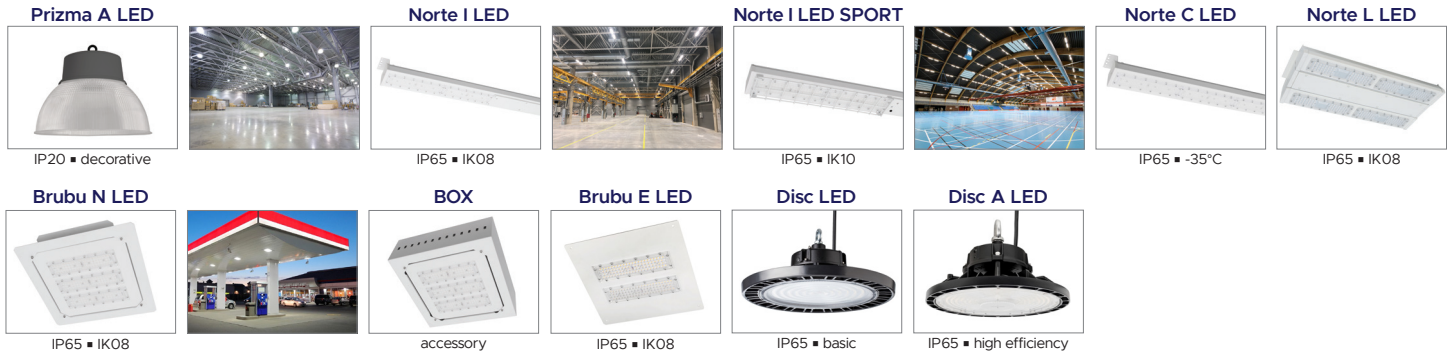 Prizma A LED
Norte I LED
Norte I LED SPORT
Norte C LED
Norte L LED
IP20 ▪ decorative
IP65 ▪ IK08
IP65 ▪ IK10
IP65 ▪ -35°C
IP65 ▪ IK08
Brubu N LED
BOX
Brubu E LED
Disc LED
Disc A LED
IP65 ▪ IK08
accessory
IP65 ▪ IK08
IP65 ▪ basic
IP65 ▪ high efficiency